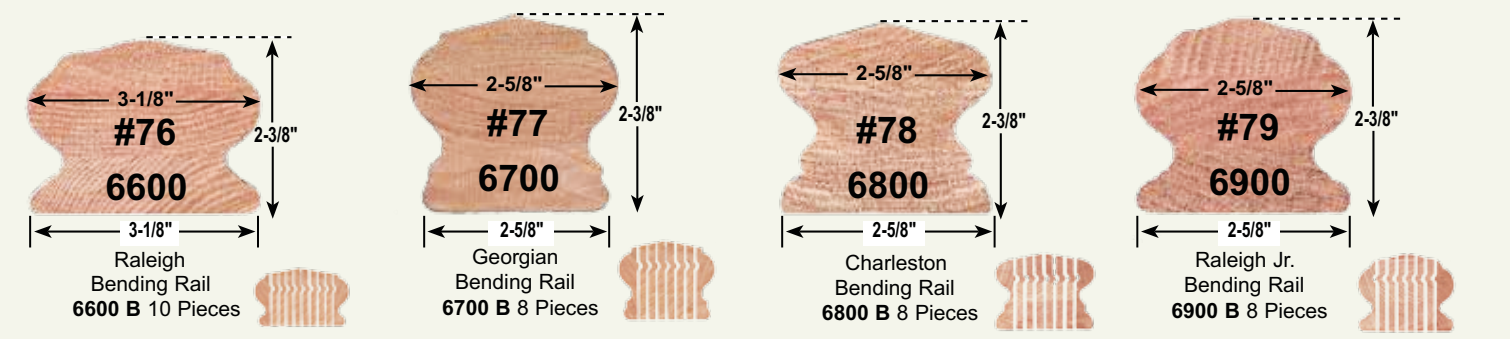 3-1/8"
#76
6600
2-3/8"
3-1/8"
Raleigh
Bending Rail
6600 B 10 Pieces
2-5/8"
#77
6700
2-3/8"
2-5/8"
Georgian
Bending Rail
6700 B 8 Pieces
2-5/8"
#78
6800
2-3/8"
2-5/8"
Charleston
Bending Rail
6800 B 8 Pieces
2-5/8"
#79
6900
2-3/8"
2-5/8"
Raleigh Jr.
Bending Rail
6900 B 8 Pieces